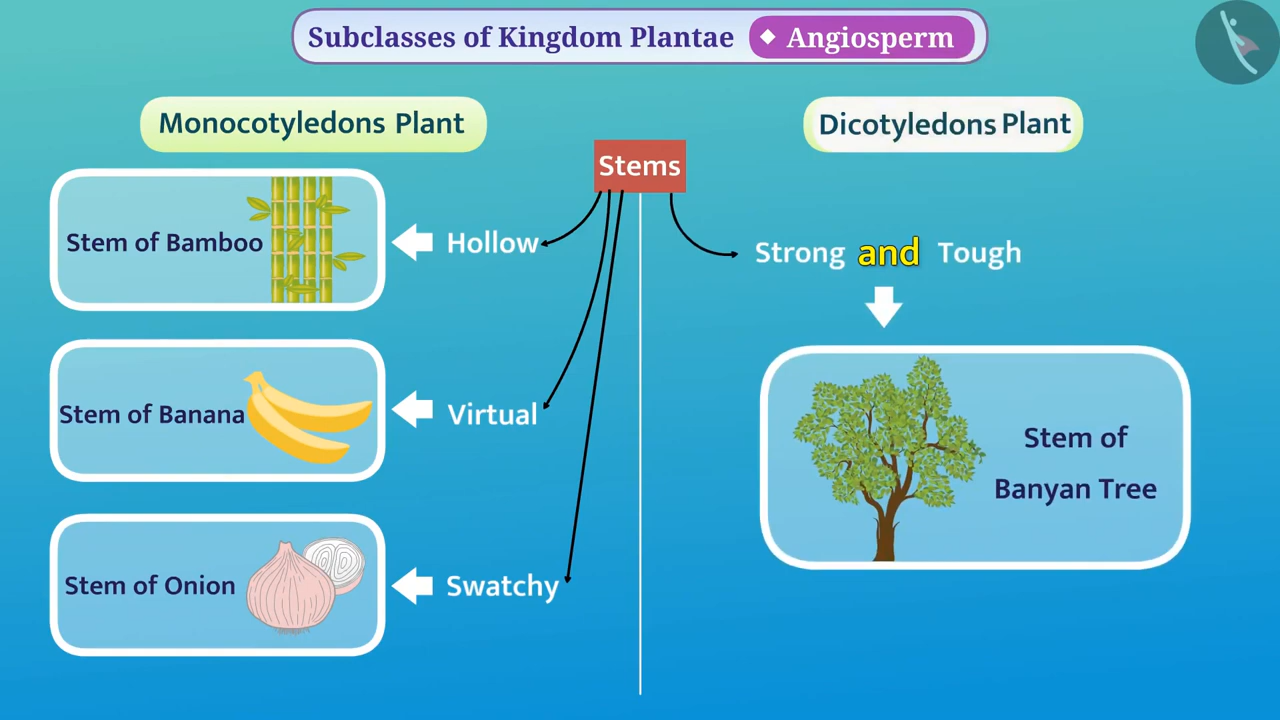 Subclasses of Kingdom Plantae ◆ Angiosperm
Monocotyledons Plant
Dicotyledons Plant
Stems
Stem of Bamboo
Hollow
Strong and Tough
Stem of Banana
Virtual
Stem of
Banyan Tree
Stem of Onion
Swatchy